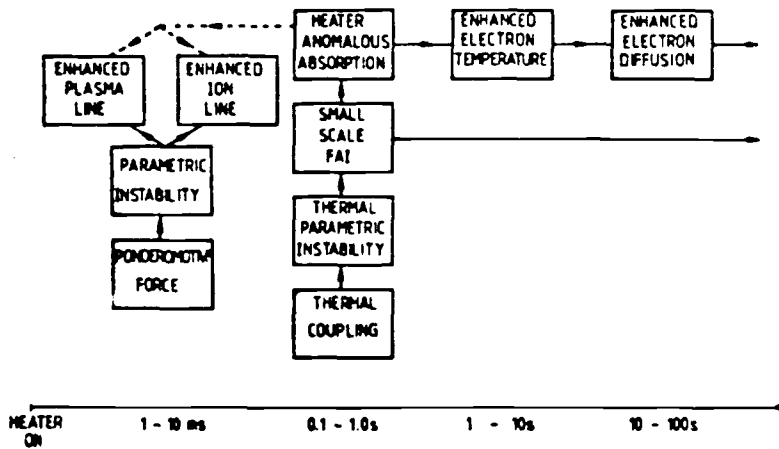 HEATER
ANOMALOUS
ABSORPTION
ENHANCED
ELECTRON
TEMPERATURE
ENHANCED
ELECTRON
DIFFUSION
ENHANCED
PLASMA
LINE
ENHANCED
ION
LINE
SMALL
SCALE
FAI
PARAMETRIC
INSTABILITY
THERMAL
PARAMETRIC
INSTABILITY
PONDEROMOTIVE
FORCE
THERMAL
COUPLING
HEATER
ON
1 - 10 ms
0.1 - 1.0s
1 - 10s
10 - 100s